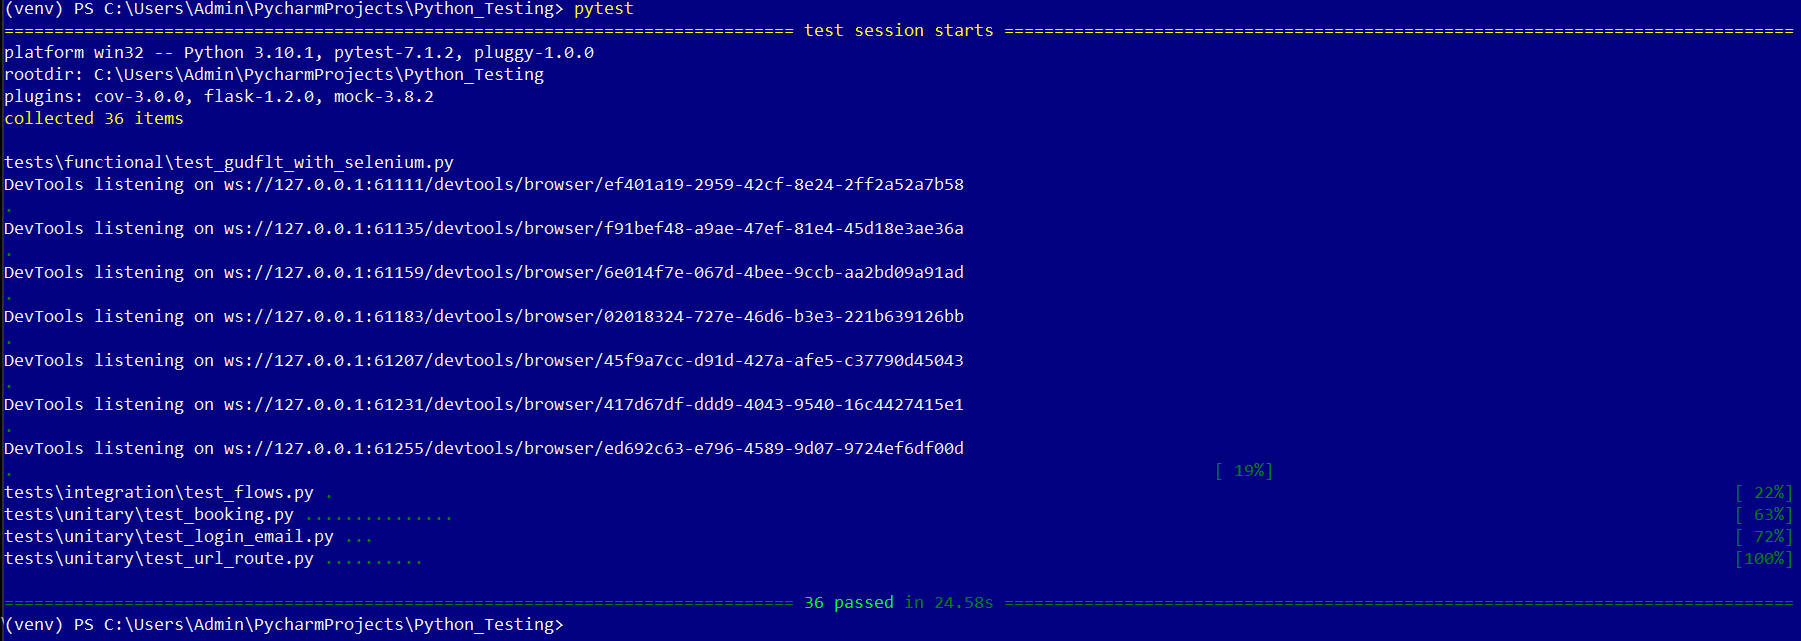 (venv) PS C:\Users\Admin\PycharmProjects\Python_Testing> pytest
=============================================================================== test session starts ===============================================================================
platform win32 -- Python 3.10.1, pytest-7.1.2, pluggy-1.0.0
rootdir: C:\Users\Admin\PycharmProjects\Python_Testing
plugins: cov-3.0.0, flask-1.2.0, mock-3.8.2
collected 36 items
tests\functional\test_gudflt_with_selenium.py
DevTools listening on ws://127.0.0.1:61111/devtools/browser/ef401a19-2959-42cf-8e24-2ff2a52a7b58
.
DevTools listening on ws://127.0.0.1:61135/devtools/browser/f91bef48-a9ae-47ef-81e4-45d18e3ae36a
.
DevTools listening on ws://127.0.0.1:61159/devtools/browser/6e014f7e-067d-4bee-9ccb-aa2bd09a91ad
.
DevTools listening on ws://127.0.0.1:61183/devtools/browser/02018324-727e-46d6-b3e3-221b639126bb
.
DevTools listening on ws://127.0.0.1:61207/devtools/browser/45f9a7cc-d91d-427a-afe5-c37790d45043
.
DevTools listening on ws://127.0.0.1:61231/devtools/browser/417d67df-ddd9-4043-9540-16c4427415e1
.
DevTools listening on ws://127.0.0.1:61255/devtools/browser/ed692c63-e796-4589-9d07-9724ef6df00d
. [ 19%]
tests\integration\test_flows.py . [ 22%]
tests\unitary\test_booking.py ............... [ 63%]
tests\unitary\test_login_email.py ... [ 72%]
tests\unitary\test_url_route.py .......... [100%]
=============================================================================== 36 passed in 24.58s ===============================================================================
(venv) PS C:\Users\Admin\PycharmProjects\Python_Testing>